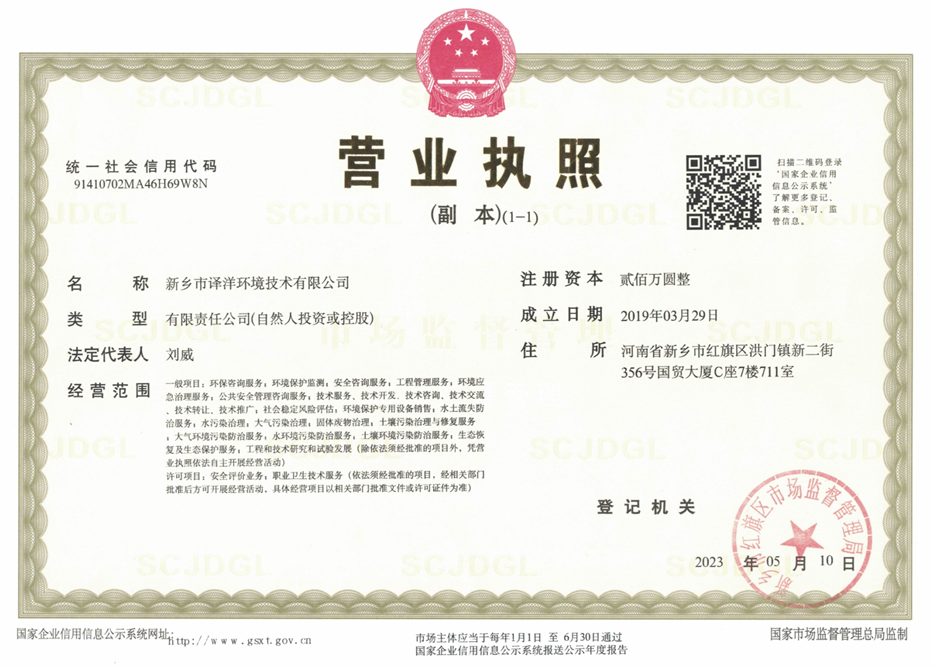 营业执照
(副 本)(1-1)
统一社会信用代码
91410702MA46H69W8N
扫描二维码登录
"国家企业信用
信息公示系统"
了解更多登记、
备案、许可、监
管信息。
名 称 新乡市译洋环境技术有限公司
类 型 有限责任公司(自然人投资或控股)
法定代表人 刘威
经营范围 一般项目：环保咨询服务；环境保护监测；安全咨询服务；工程管理服务；环境应
急治理服务；公共安全管理咨询服务；技术服务、技术开发、技术咨询、技术交流
、技术转让、技术推广；社会稳定风险评估；环境保护专用设备销售；水土流失防
治服务；水污染治理；大气污染治理；固体废物治理；土壤污染治理与修复服务
；大气环境污染防治服务；水环境污染防治服务；土壤环境污染防治服务；生态恢
复及生态保护服务；工程和技术研究和试验发展（除依法须经批准的项目外，凭营
业执照依法自主开展经营活动）
许可项目：安全评价业务；职业卫生技术服务（依法须经批准的项目，经相关部门
批准后方可开展经营活动，具体经营项目以相关部门批准文件或许可证件为准）
注册资本 贰佰万圆整
成立日期 2019年03月29日
住 所 河南省新乡市红旗区洪门镇新二街
356号国贸大厦C座7楼711室
登记机关
新乡市红旗区市场监督管理局
2023 年 05 月 10 日
国家企业信用信息公示系统网址：http://www.gsxt.gov.cn
市场主体应当于每年1月1日 至 6月30日通过
国家企业信用信息公示系统报送公示年度报告
国家市场监督管理总局监制
SCJDGL
市场监督管理